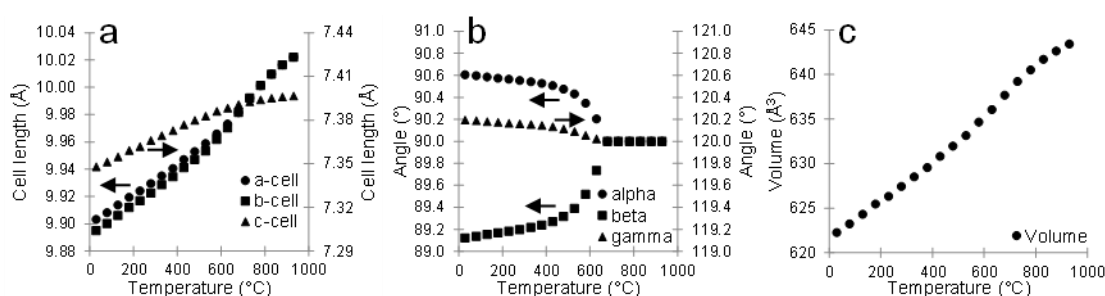 a
10.04
10.02
10.00
9.98
9.96
9.94
9.92
9.90
9.88
Cell length (Å)
7.44
7.41
7.38
7.35
7.32
7.29
Cell length (Å)
a-cell
b-cell
c-cell
0 200 400 600 800 1000
Temperature (°C)
b
91.0
90.8
90.6
90.4
90.2
90.0
89.8
89.6
89.4
89.2
89.0
Angle (°)
121.0
120.8
120.6
120.4
120.2
120.0
119.8
119.6
119.4
119.2
119.0
Angle (°)
alpha
beta
gamma
0 200 400 600 800 1000
Temperature (°C)
c
644
636
628
620
Volume (Å³)
Volume
0 200 400 600 800 1000
Temperature (°C)